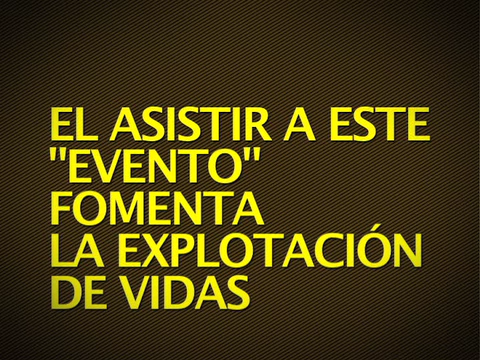 EL ASISTIR A ESTE
"EVENTO"
FOMENTA
LA EXPLOTACIÓN
DE VIDAS